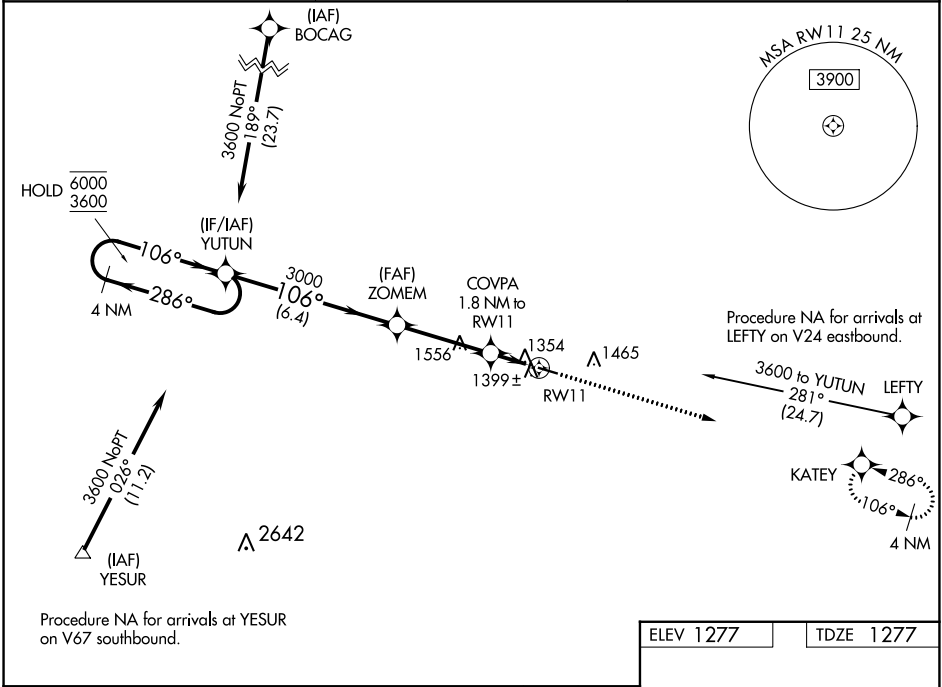 (IAF)
BOCAG
MSA RW11 25 NM
3900
3600 NoPT
189°
(23.7)
HOLD 6000
3600
(IF/IAF)
YUTUN
106°
286°
4 NM
3000
106°
(6.4)
(FAF)
ZOMEM
COVPA
1.8 NM to
RW11
1556
1354
1399±
1465
RW11
Procedure NA for arrivals at
LEFTY on V24 eastbound.
3600 to YUTUN
281°
(24.7)
LEFTY
KATEY
286°
106°
4 NM
3600 NoPT
026°
(11.2)
(IAF)
YESUR
2642
Procedure NA for arrivals at YESUR
on V67 southbound.
ELEV 1277
TDZE 1277